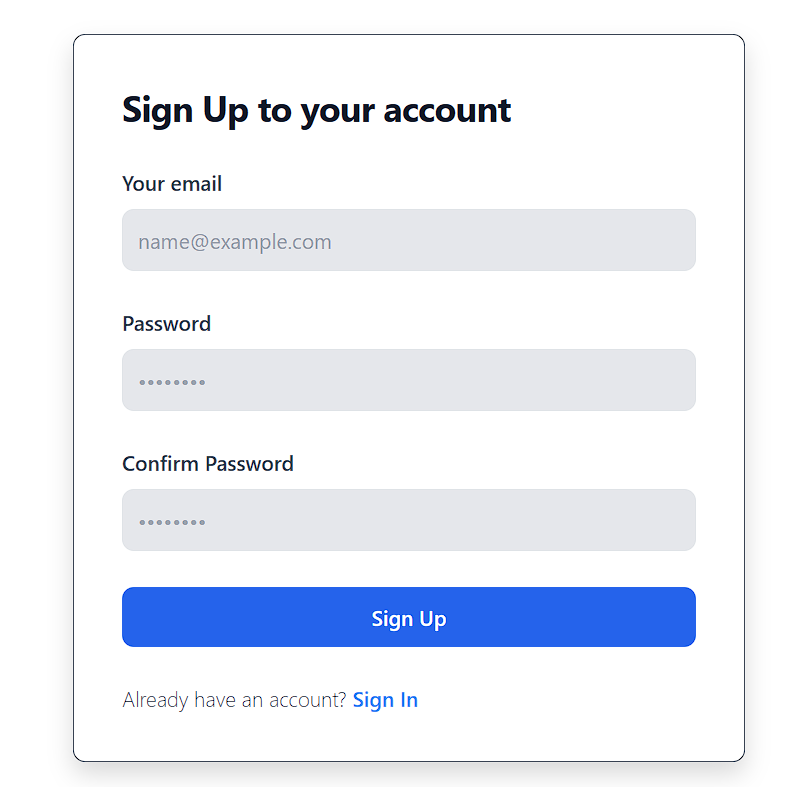 Sign Up to your account
Your email
name@example.com
Password
••••••••
Confirm Password
••••••••
Sign Up
Already have an account? Sign In